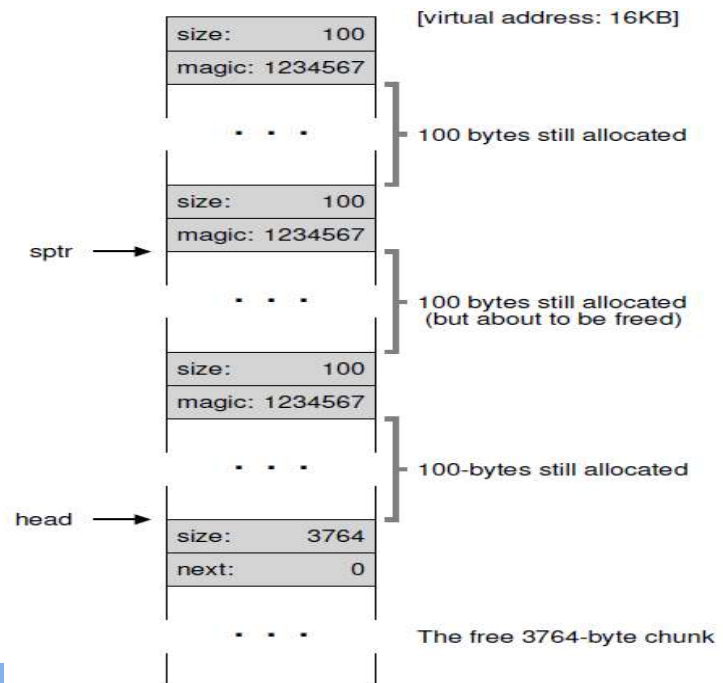 [virtual address: 16KB]
size: 100
magic: 1234567
. . .
100 bytes still allocated
size: 100
magic: 1234567
sptr
. . .
100 bytes still allocated
(but about to be freed)
size: 100
magic: 1234567
. . .
100-bytes still allocated
head
size: 3764
next: 0
. . .
The free 3764-byte chunk